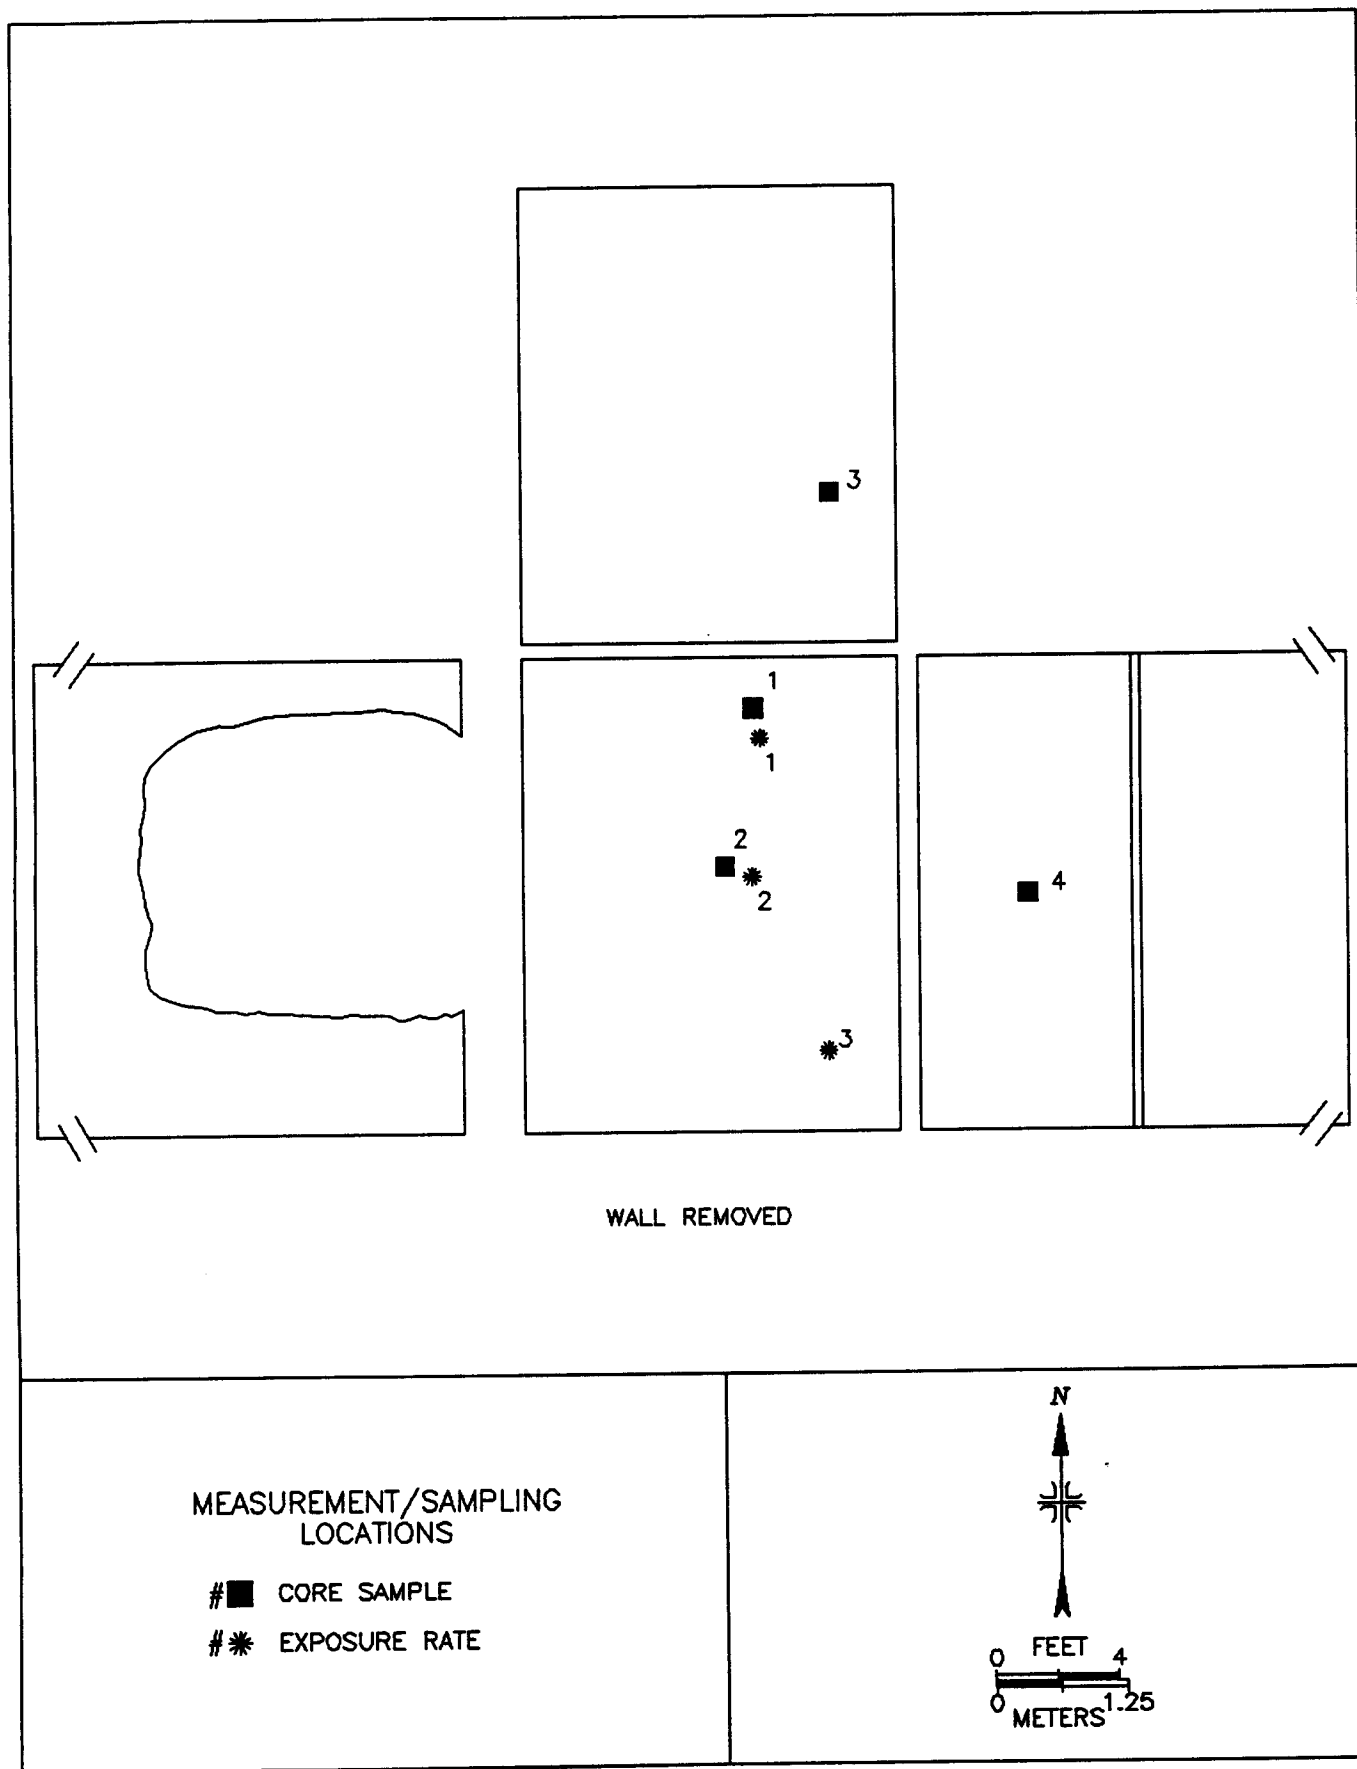 3
1
1
2
2
4
3
WALL REMOVED
N
MEASUREMENT/SAMPLING
LOCATIONS
#■ CORE SAMPLE
#✱ EXPOSURE RATE
FEET
0 4
0 1.25
METERS